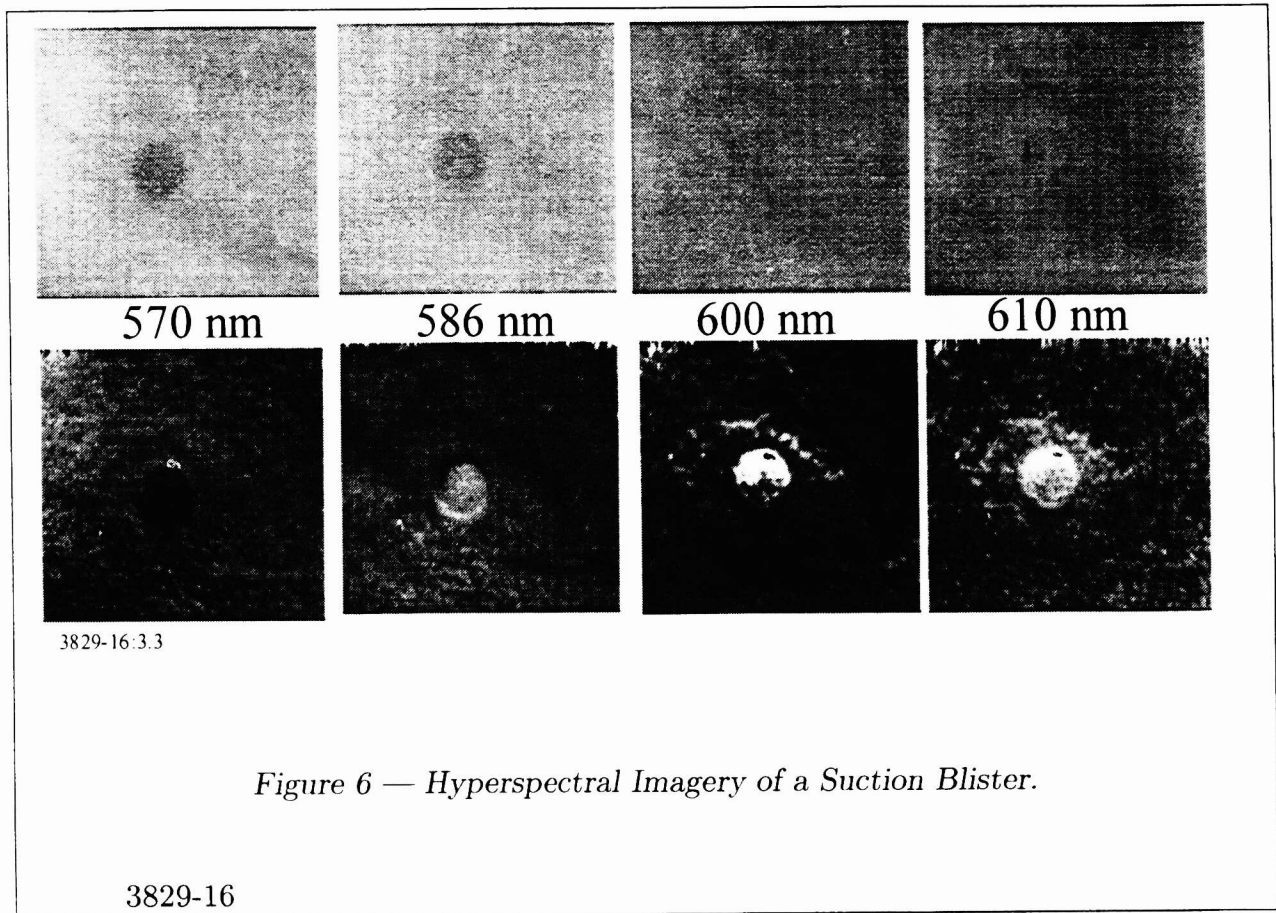 570 nm 586 nm 600 nm 610 nm
3829-16:3.3
Figure 6 — Hyperspectral Imagery of a Suction Blister.
3829-16